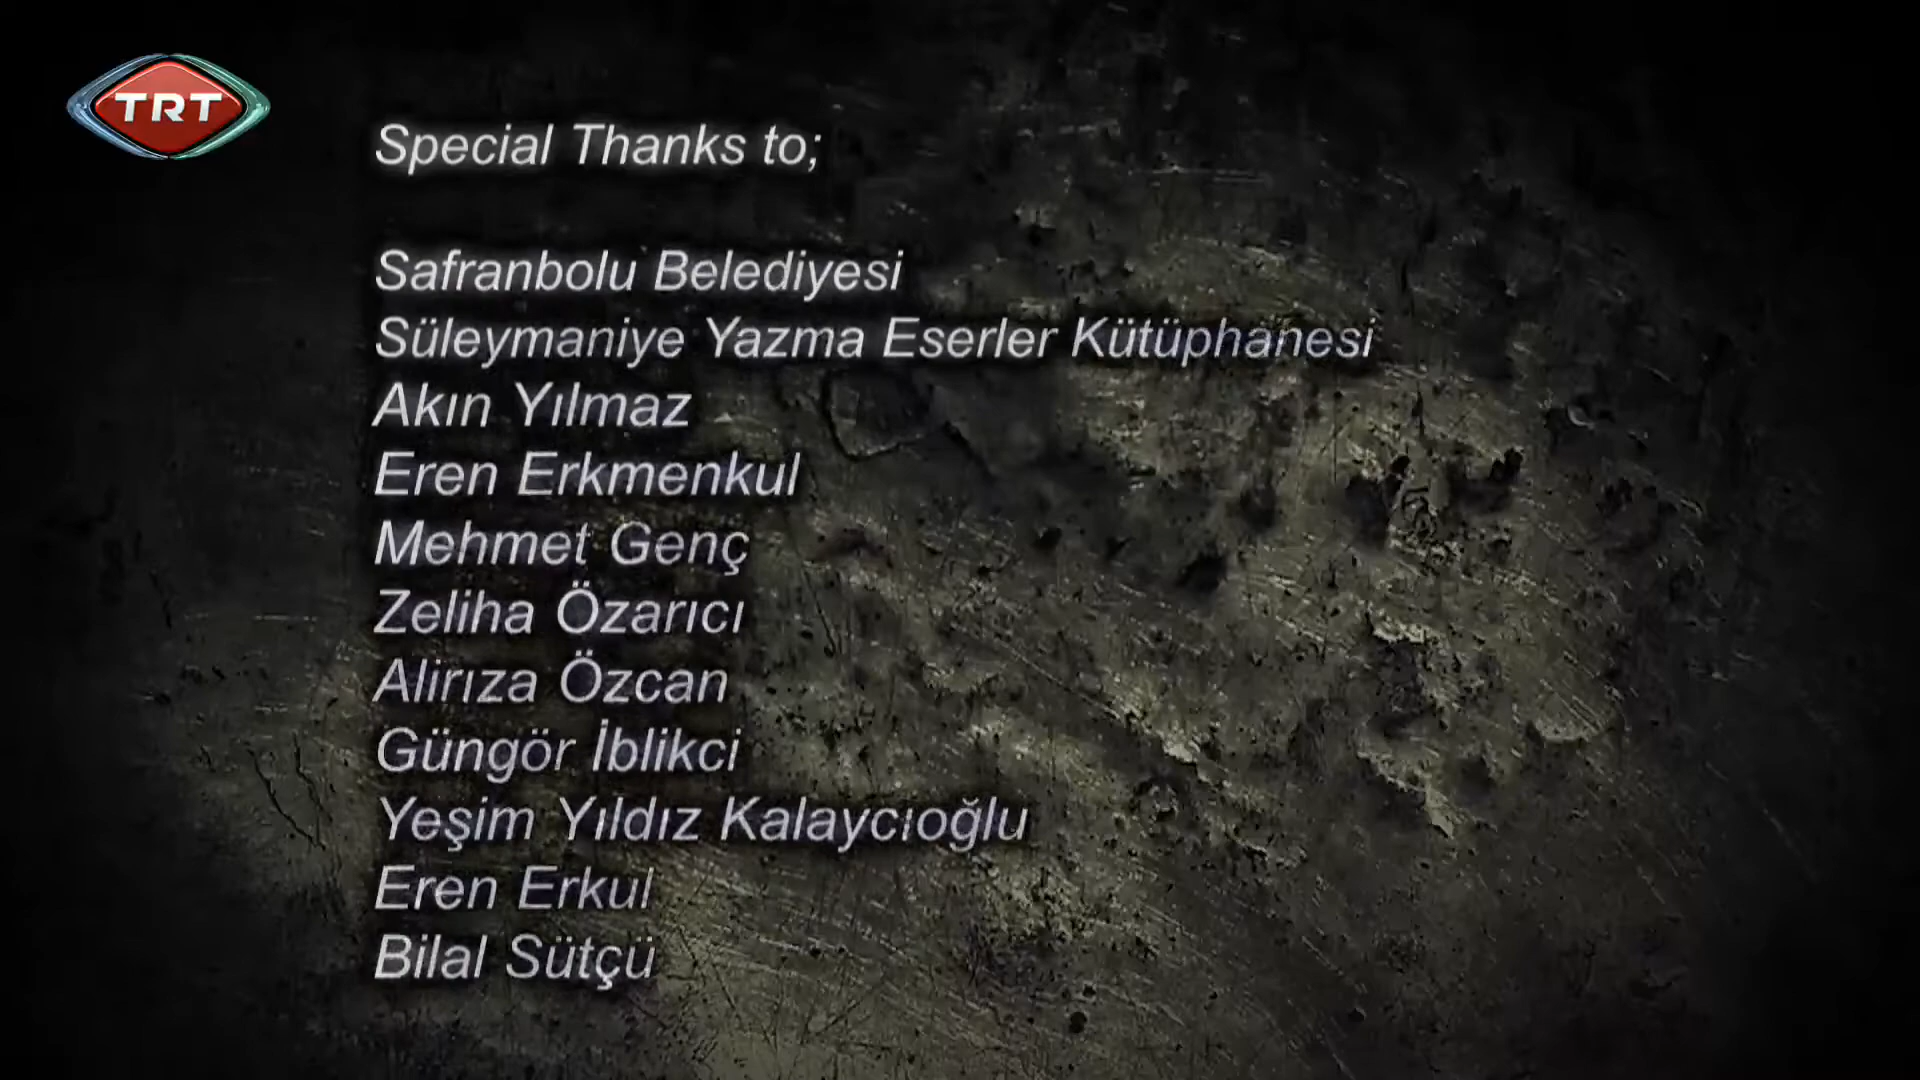 TRT
Special Thanks to;
Safranbolu Belediyesi
Süleymaniye Yazma Eserler Kütüphanesi
Akın Yılmaz
Eren Erkmenkul
Mehmet Genç
Zeliha Özarıcı
Alirıza Özcan
Güngör İblikci
Yeşim Yıldız Kalaycıoğlu
Eren Erkul
Bilal Sütçü